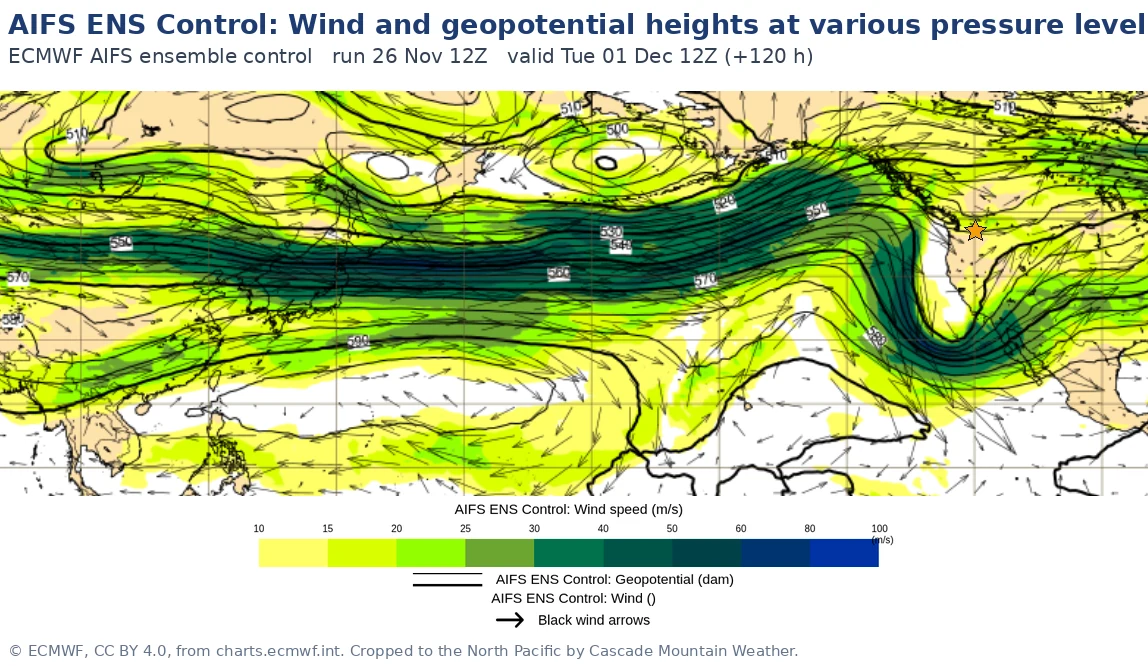 AIFS ENS Control: Wind and geopotential heights at various pressure level
ECMWF AIFS ensemble control run 26 Nov 12Z valid Tue 01 Dec 12Z (+120 h)
510
510
500
510
510
520
550
530
540
550
560
570
570
580
580
590
AIFS ENS Control: Wind speed (m/s)
10 15 20 25 30 40 50 60 80 100
(m/s)
AIFS ENS Control: Geopotential (dam)
AIFS ENS Control: Wind ()
Black wind arrows
© ECMWF, CC BY 4.0, from charts.ecmwf.int. Cropped to the North Pacific by Cascade Mountain Weather.